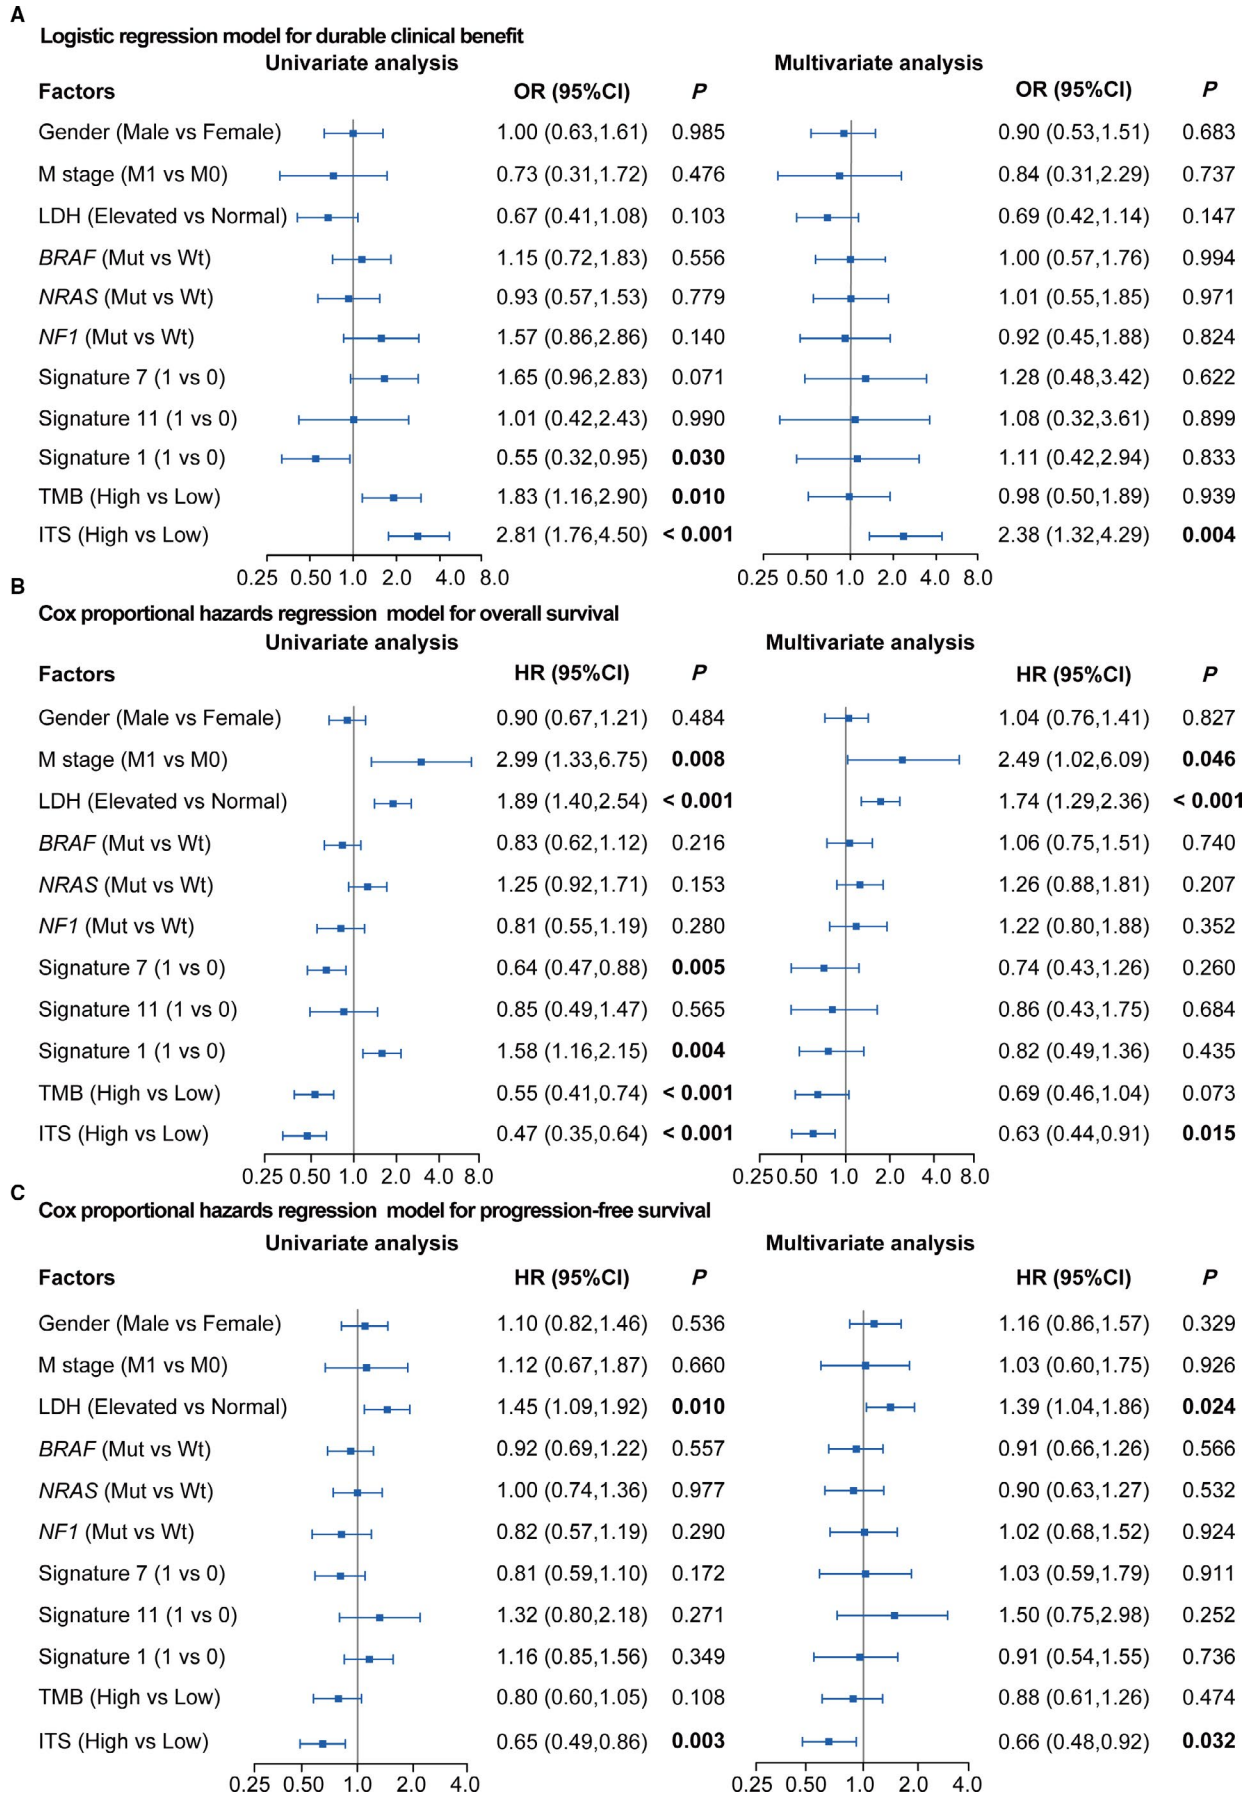 A
Logistic regression model for durable clinical benefit
Univariate analysis Multivariate analysis
Factors OR (95%CI) P OR (95%CI) P
Gender (Male vs Female) 1.00 (0.63,1.61) 0.985 0.90 (0.53,1.51) 0.683
M stage (M1 vs M0) 0.73 (0.31,1.72) 0.476 0.84 (0.31,2.29) 0.737
LDH (Elevated vs Normal) 0.67 (0.41,1.08) 0.103 0.69 (0.42,1.14) 0.147
BRAF (Mut vs Wt) 1.15 (0.72,1.83) 0.556 1.00 (0.57,1.76) 0.994
NRAS (Mut vs Wt) 0.93 (0.57,1.53) 0.779 1.01 (0.55,1.85) 0.971
NF1 (Mut vs Wt) 1.57 (0.86,2.86) 0.140 0.92 (0.45,1.88) 0.824
Signature 7 (1 vs 0) 1.65 (0.96,2.83) 0.071 1.28 (0.48,3.42) 0.622
Signature 11 (1 vs 0) 1.01 (0.42,2.43) 0.990 1.08 (0.32,3.61) 0.899
Signature 1 (1 vs 0) 0.55 (0.32,0.95) 0.030 1.11 (0.42,2.94) 0.833
TMB (High vs Low) 1.83 (1.16,2.90) 0.010 0.98 (0.50,1.89) 0.939
ITS (High vs Low) 2.81 (1.76,4.50) < 0.001 2.38 (1.32,4.29) 0.004
0.25 0.50 1.0 2.0 4.0 8.0 0.25 0.50 1.0 2.0 4.0 8.0
B
Cox proportional hazards regression model for overall survival
Univariate analysis Multivariate analysis
Factors HR (95%CI) P HR (95%CI) P
Gender (Male vs Female) 0.90 (0.67,1.21) 0.484 1.04 (0.76,1.41) 0.827
M stage (M1 vs M0) 2.99 (1.33,6.75) 0.008 2.49 (1.02,6.09) 0.046
LDH (Elevated vs Normal) 1.89 (1.40,2.54) < 0.001 1.74 (1.29,2.36) < 0.001
BRAF (Mut vs Wt) 0.83 (0.62,1.12) 0.216 1.06 (0.75,1.51) 0.740
NRAS (Mut vs Wt) 1.25 (0.92,1.71) 0.153 1.26 (0.88,1.81) 0.207
NF1 (Mut vs Wt) 0.81 (0.55,1.19) 0.280 1.22 (0.80,1.88) 0.352
Signature 7 (1 vs 0) 0.64 (0.47,0.88) 0.005 0.74 (0.43,1.26) 0.260
Signature 11 (1 vs 0) 0.85 (0.49,1.47) 0.565 0.86 (0.43,1.75) 0.684
Signature 1 (1 vs 0) 1.58 (1.16,2.15) 0.004 0.82 (0.49,1.36) 0.435
TMB (High vs Low) 0.55 (0.41,0.74) < 0.001 0.69 (0.46,1.04) 0.073
ITS (High vs Low) 0.47 (0.35,0.64) < 0.001 0.63 (0.44,0.91) 0.015
0.25 0.50 1.0 2.0 4.0 8.0 0.25 0.50 1.0 2.0 4.0 8.0
C
Cox proportional hazards regression model for progression-free survival
Univariate analysis Multivariate analysis
Factors HR (95%CI) P HR (95%CI) P
Gender (Male vs Female) 1.10 (0.82,1.46) 0.536 1.16 (0.86,1.57) 0.329
M stage (M1 vs M0) 1.12 (0.67,1.87) 0.660 1.03 (0.60,1.75) 0.926
LDH (Elevated vs Normal) 1.45 (1.09,1.92) 0.010 1.39 (1.04,1.86) 0.024
BRAF (Mut vs Wt) 0.92 (0.69,1.22) 0.557 0.91 (0.66,1.26) 0.566
NRAS (Mut vs Wt) 1.00 (0.74,1.36) 0.977 0.90 (0.63,1.27) 0.532
NF1 (Mut vs Wt) 0.82 (0.57,1.19) 0.290 1.02 (0.68,1.52) 0.924
Signature 7 (1 vs 0) 0.81 (0.59,1.10) 0.172 1.03 (0.59,1.79) 0.911
Signature 11 (1 vs 0) 1.32 (0.80,2.18) 0.271 1.50 (0.75,2.98) 0.252
Signature 1 (1 vs 0) 1.16 (0.85,1.56) 0.349 0.91 (0.54,1.55) 0.736
TMB (High vs Low) 0.80 (0.60,1.05) 0.108 0.88 (0.61,1.26) 0.474
ITS (High vs Low) 0.65 (0.49,0.86) 0.003 0.66 (0.48,0.92) 0.032
0.25 0.50 1.0 2.0 4.0 0.25 0.50 1.0 2.0 4.0